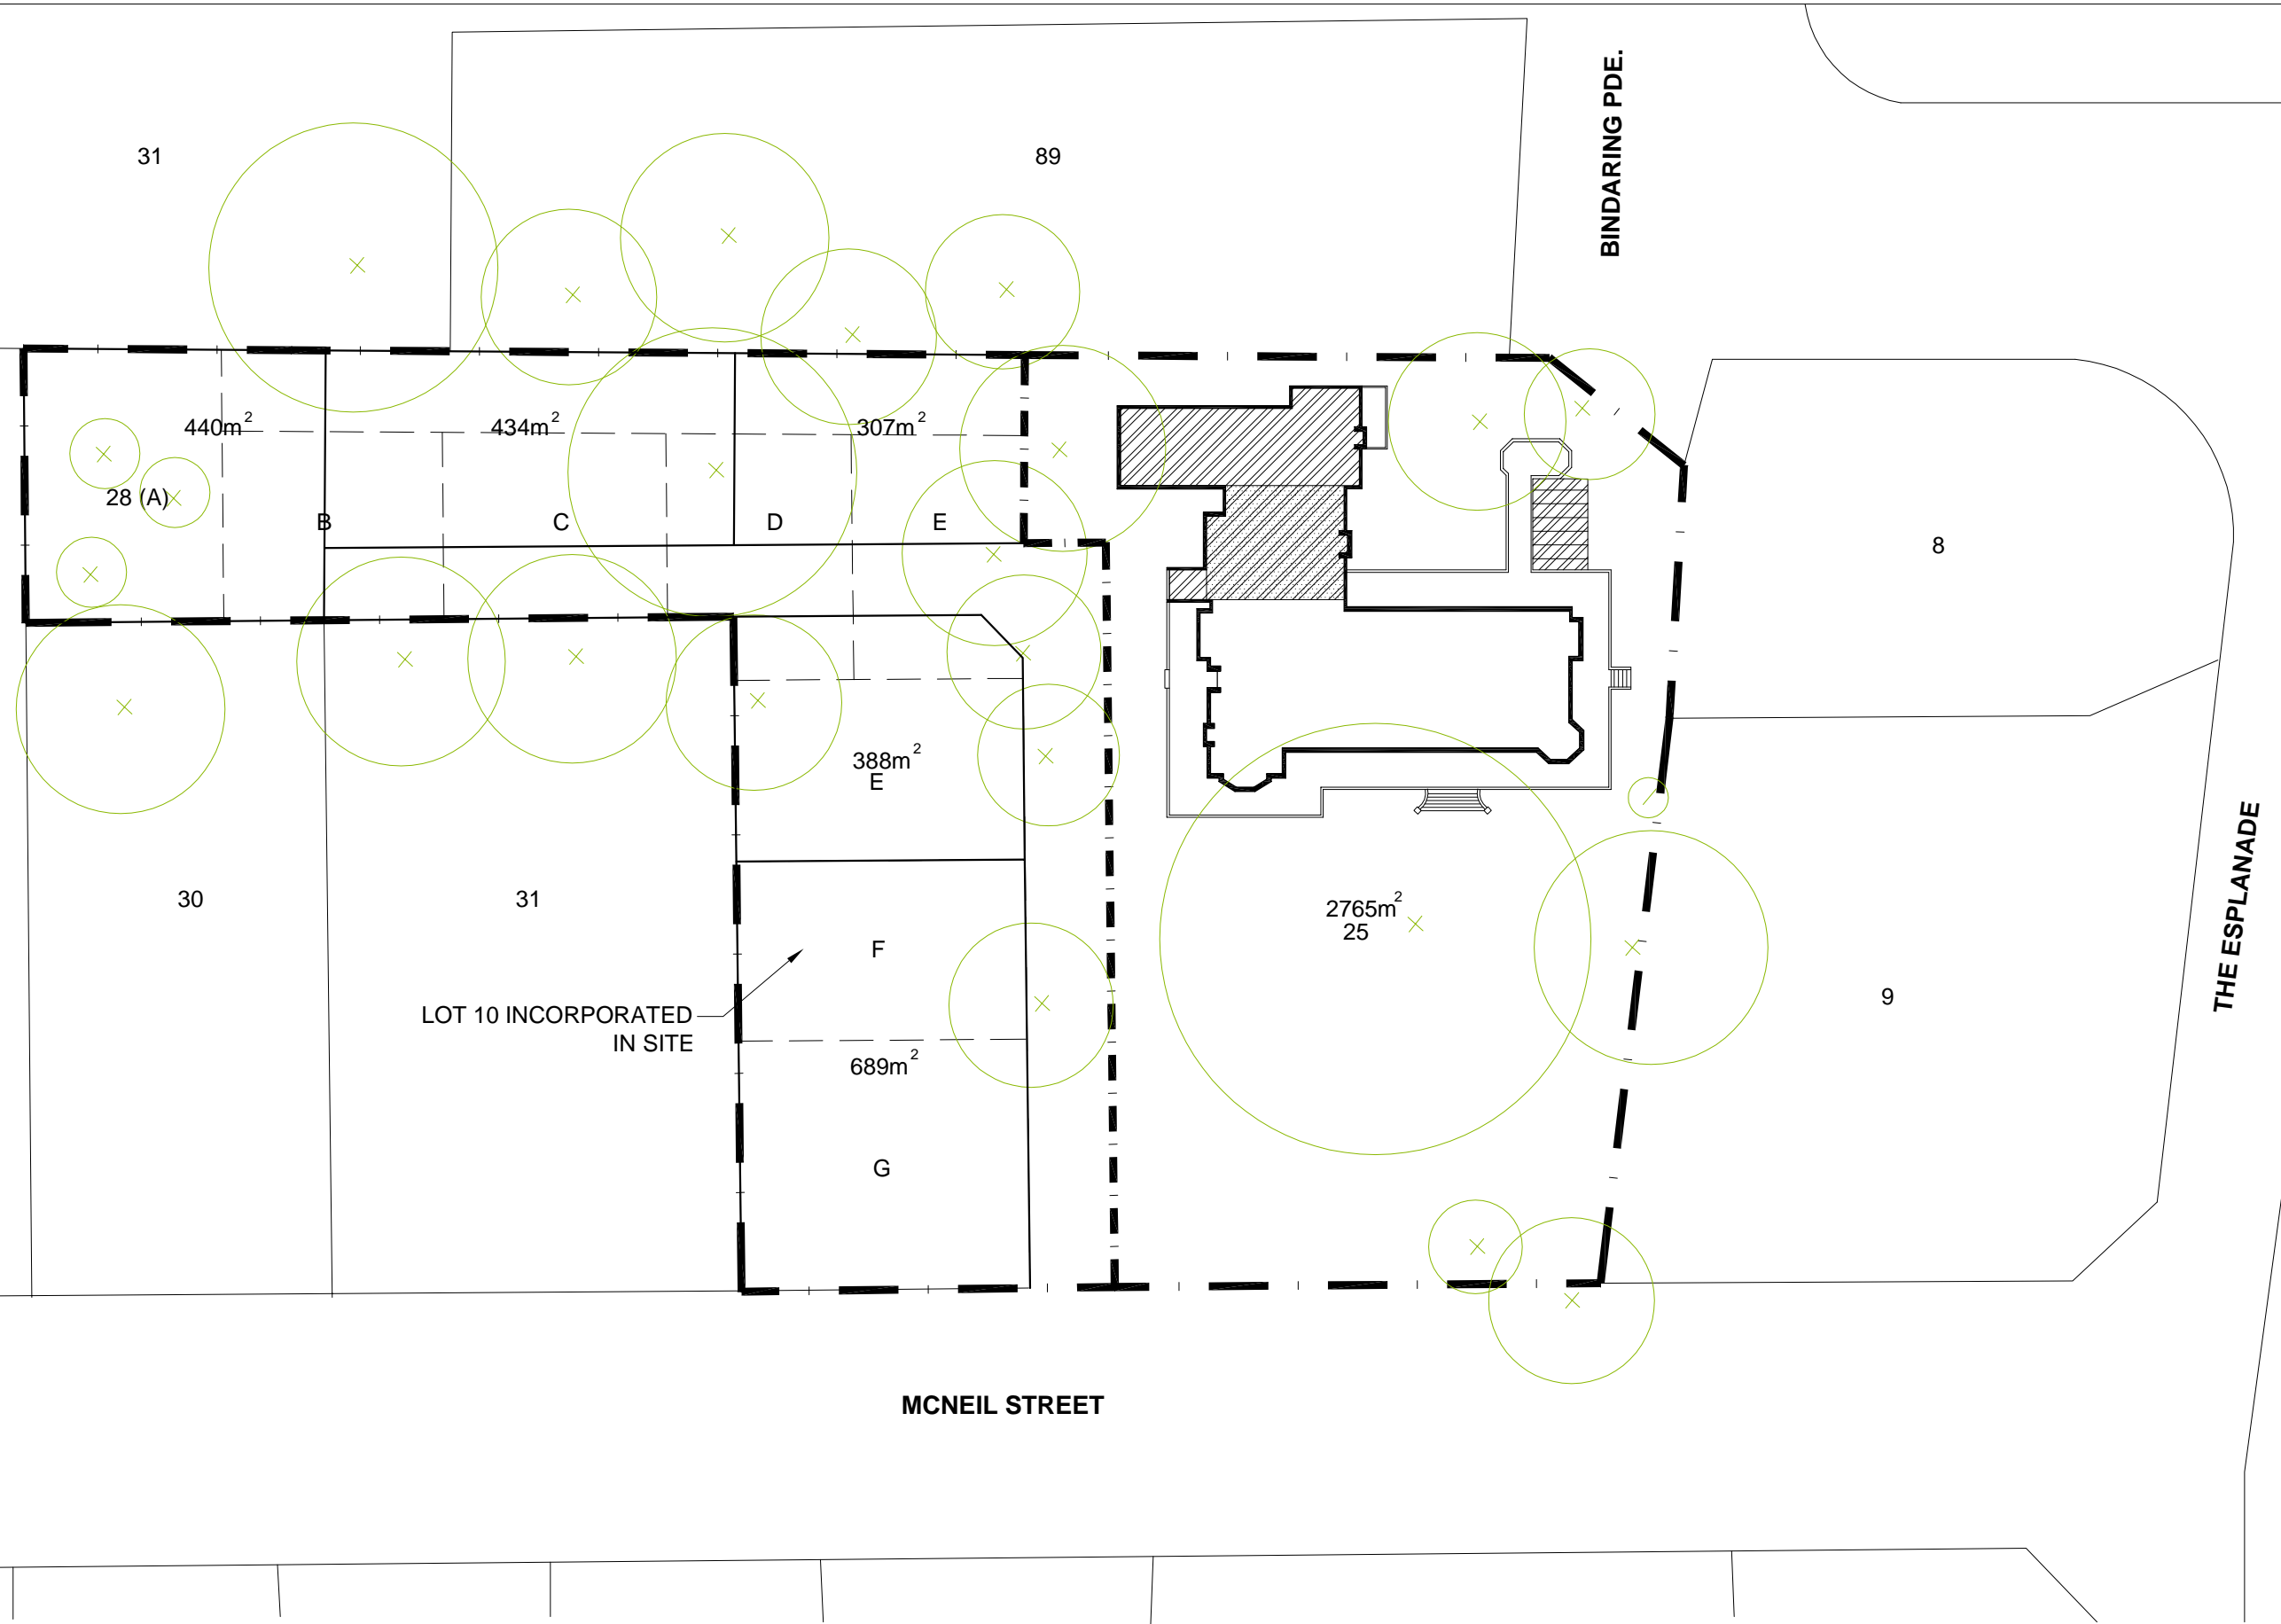 BINDARING PDE.
31
89
440m²
434m²
307m²
28 (A)
B
C
D
E
8
388m²
E
30
31
F
2765m²
25
9
THE ESPLANADE
LOT 10 INCORPORATED
IN SITE
689m²
G
MCNEIL STREET